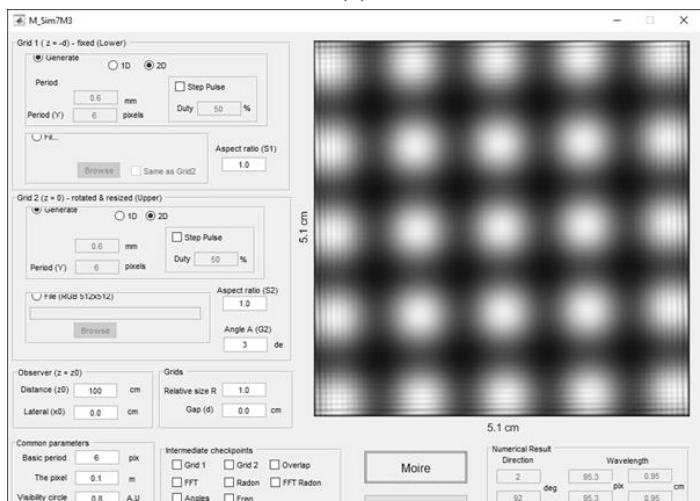 M_Sim7M3
Grid 1 ( z = -d) - fixed (Lower)
Generate
1D 2D
Period
0.6 mm
Period (Y) 6 pixels
Step Pulse
Duty 50 %
Fil...
Browse Same as Grid2
Aspect ratio (S1)
1.0
Grid 2 (z = 0) - rotated & resized (Upper)
Generate
1D 2D
0.6 mm
Period (Y) 6 pixels
Step Pulse
Duty 50 %
File (RGB 512x512)
Browse
Aspect ratio (S2)
1.0
Angle A (G2)
3 de
Observer (z = z0)
Distance (z0) 100 cm
Lateral (x0) 0.0 cm
Grids
Relative size R 1.0
Gap (d) 0.0 cm
5.1 cm
5.1 cm
Common parameters
Basic period 6 pix
The pixel 0.1 m
Visibility circle 0.8 A.U
Intermediate checkpoints
Grid 1 Grid 2 Overlap
FFT Radon FFT Radon
Angles Freq
Moire
Numerical Result
Direction Wavelength
2 deg 95.3 pix 0.95 cm
92 95.3 0.95